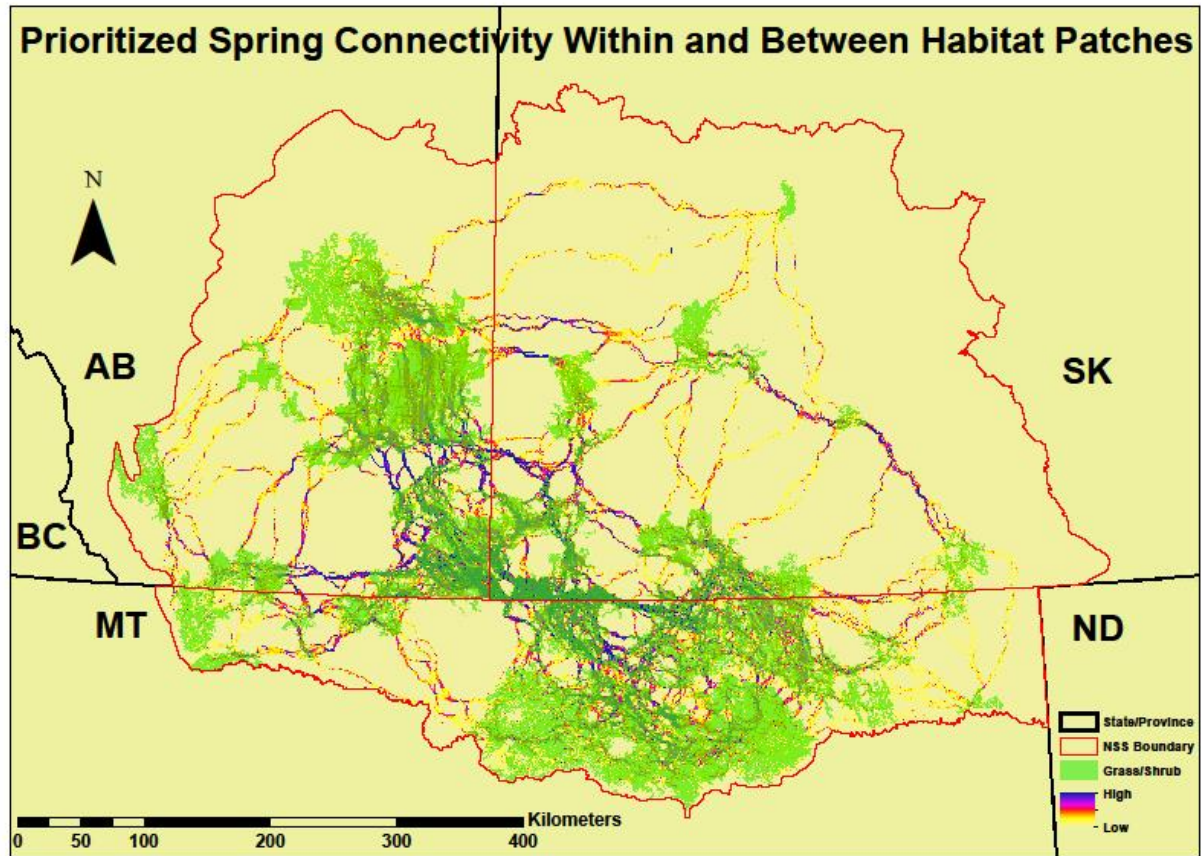 Prioritized Spring Connectivity Within and Between Habitat Patches
N
AB
SK
BC
MT
ND
State/Province
NSS Boundary
Grass/Shrub
High
Low
Kilometers
0 50 100 200 300 400